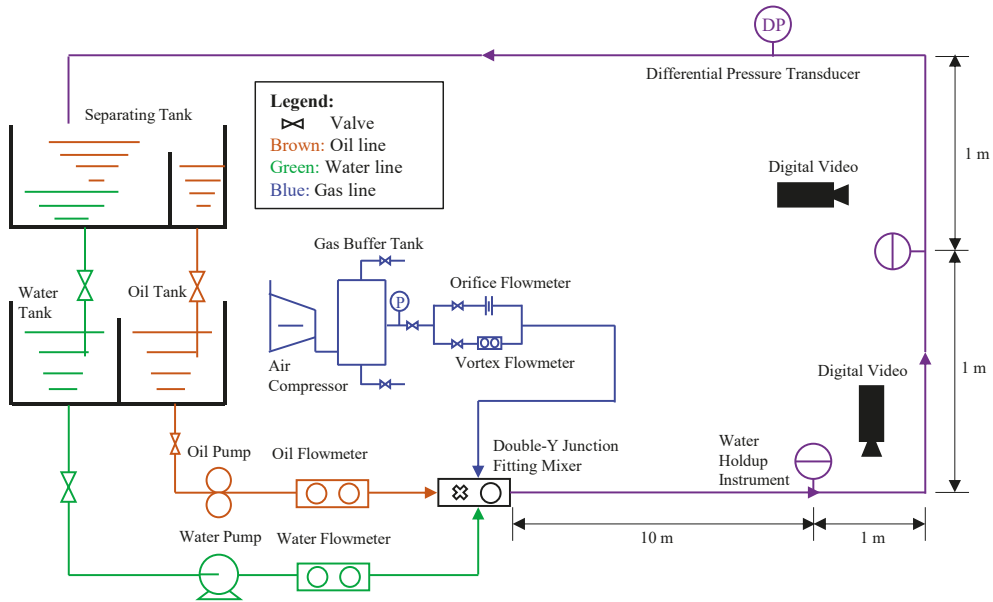 DP
Differential Pressure Transducer
Separating Tank
Legend:
Valve
Brown: Oil line
Green: Water line
Blue: Gas line
1 m
Digital Video
Gas Buffer Tank
Water
Tank
Oil Tank
P
Orifice Flowmeter
Vortex Flowmeter
Air
Compressor
Digital Video
1 m
Oil Pump
Oil Flowmeter
Double-Y Junction
Fitting Mixer
Water
Holdup
Instrument
Water Pump
Water Flowmeter
10 m
1 m